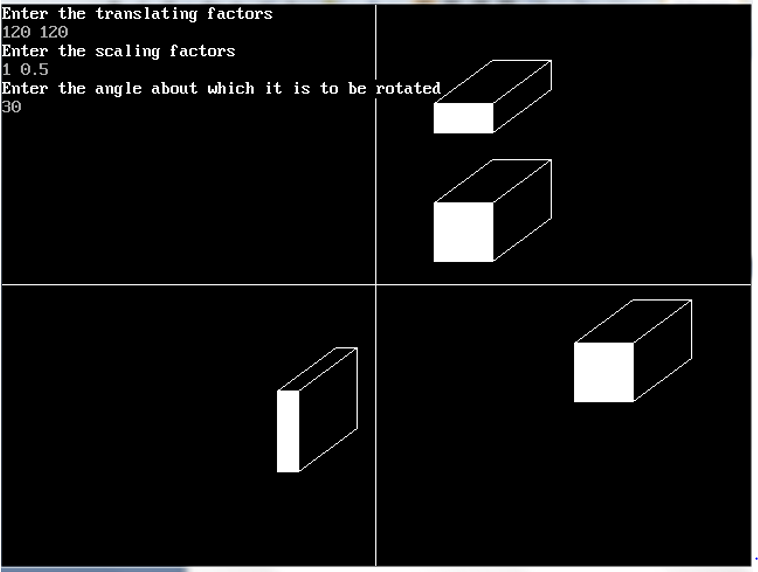 Enter the translating factors
120 120
Enter the scaling factors
1 0.5
Enter the angle about which it is to be rotated
30